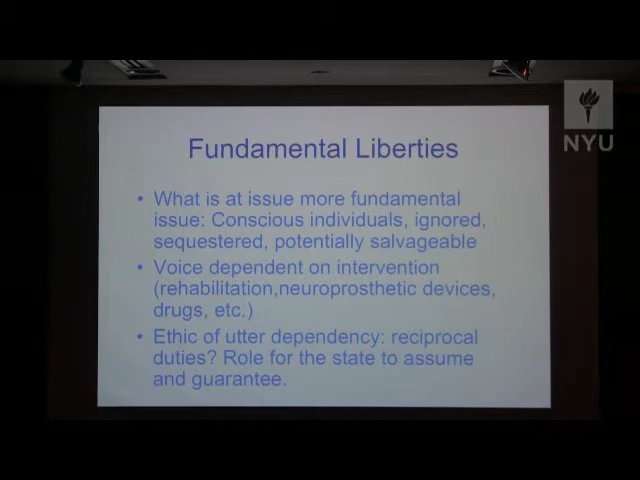 NYU
Fundamental Liberties
• What is at issue more fundamental
issue: Conscious individuals, ignored,
sequestered, potentially salvageable
• Voice dependent on intervention
(rehabilitation,neuroprosthetic devices,
drugs, etc.)
• Ethic of utter dependency: reciprocal
duties? Role for the state to assume
and guarantee.